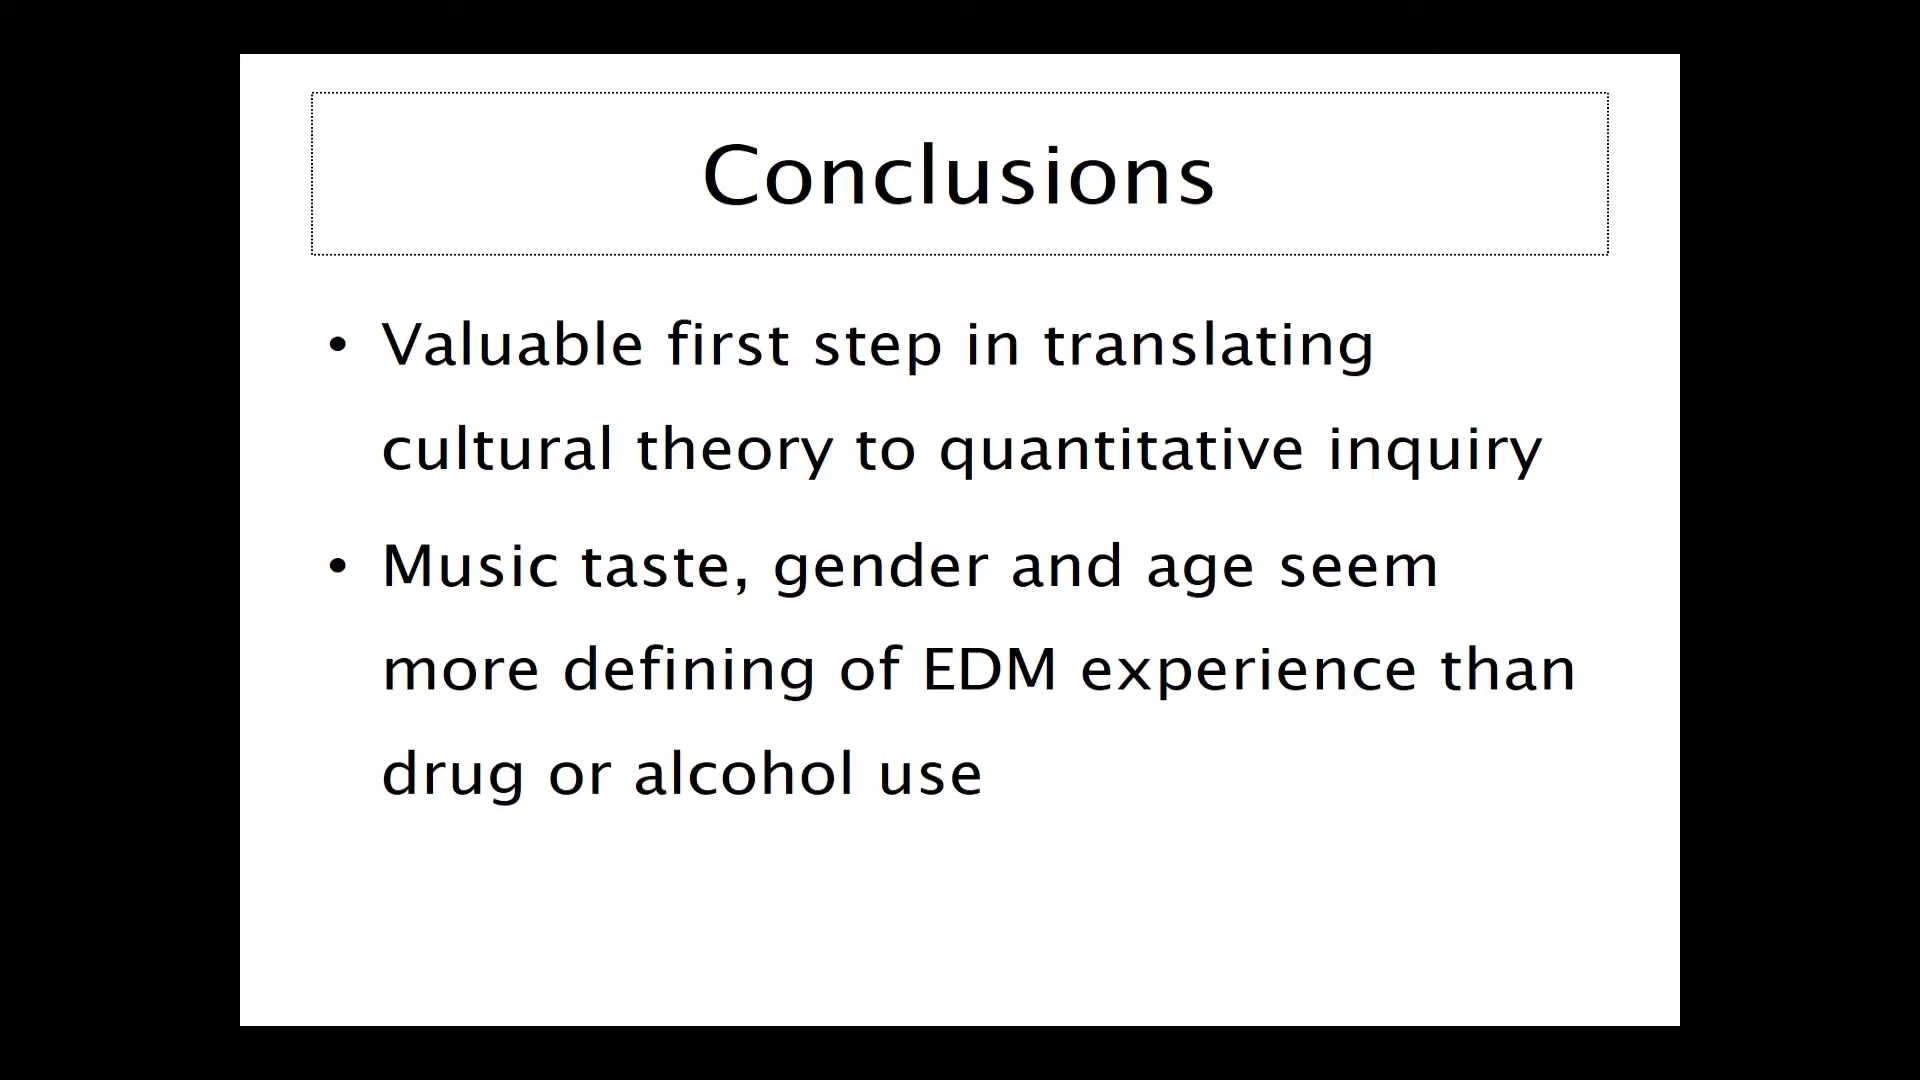 Conclusions
• Valuable first step in translating
cultural theory to quantitative inquiry
• Music taste, gender and age seem
more defining of EDM experience than
drug or alcohol use